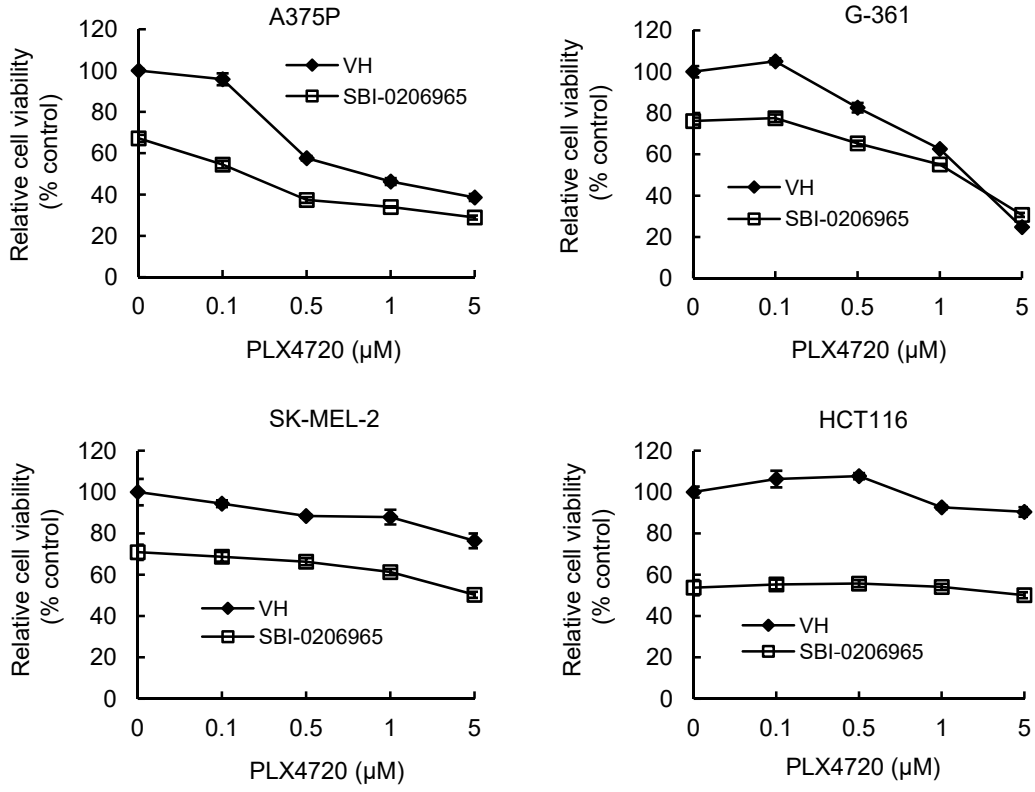 A375P
Relative cell viability
(% control)
120
100
80
60
40
20
0
VH
SBI-0206965
0 0.1 0.5 1 5
PLX4720 (µM)
G-361
Relative cell viability
(% control)
120
100
80
60
40
20
0
VH
SBI-0206965
0 0.1 0.5 1 5
PLX4720 (µM)
SK-MEL-2
Relative cell viability
(% control)
120
100
80
60
40
20
0
VH
SBI-0206965
0 0.1 0.5 1 5
PLX4720 (µM)
HCT116
Relative cell viability
(% control)
120
100
80
60
40
20
0
VH
SBI-0206965
0 0.1 0.5 1 5
PLX4720 (µM)